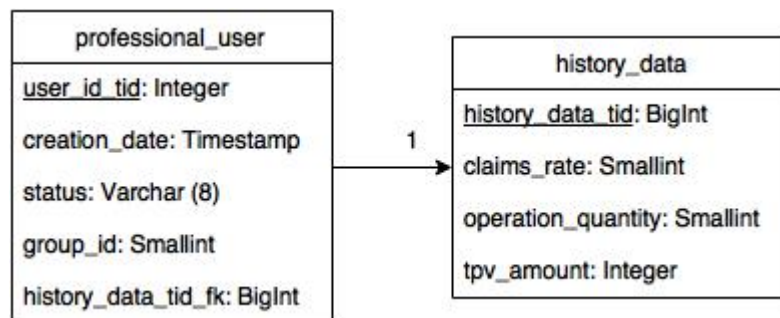 professional_user
user_id_tid: Integer
creation_date: Timestamp
status: Varchar (8)
group_id: Smallint
history_data_tid_fk: BigInt
1
history_data
history_data_tid: BigInt
claims_rate: Smallint
operation_quantity: Smallint
tpv_amount: Integer